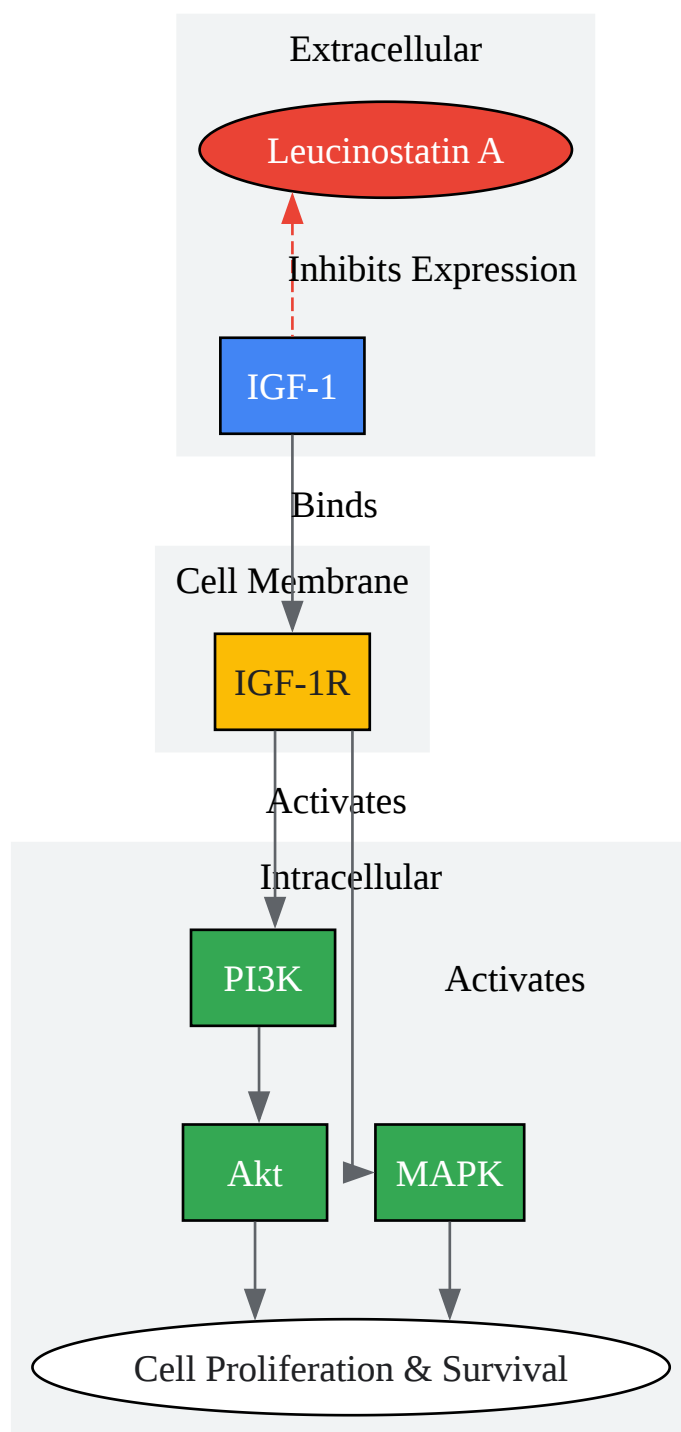 Extracellular
Leucinostatin A
Inhibits Expression
IGF-1
Binds
Cell Membrane
IGF-1R
Activates
Intracellular
PI3K
Activates
Akt
MAPK
Cell Proliferation & Survival